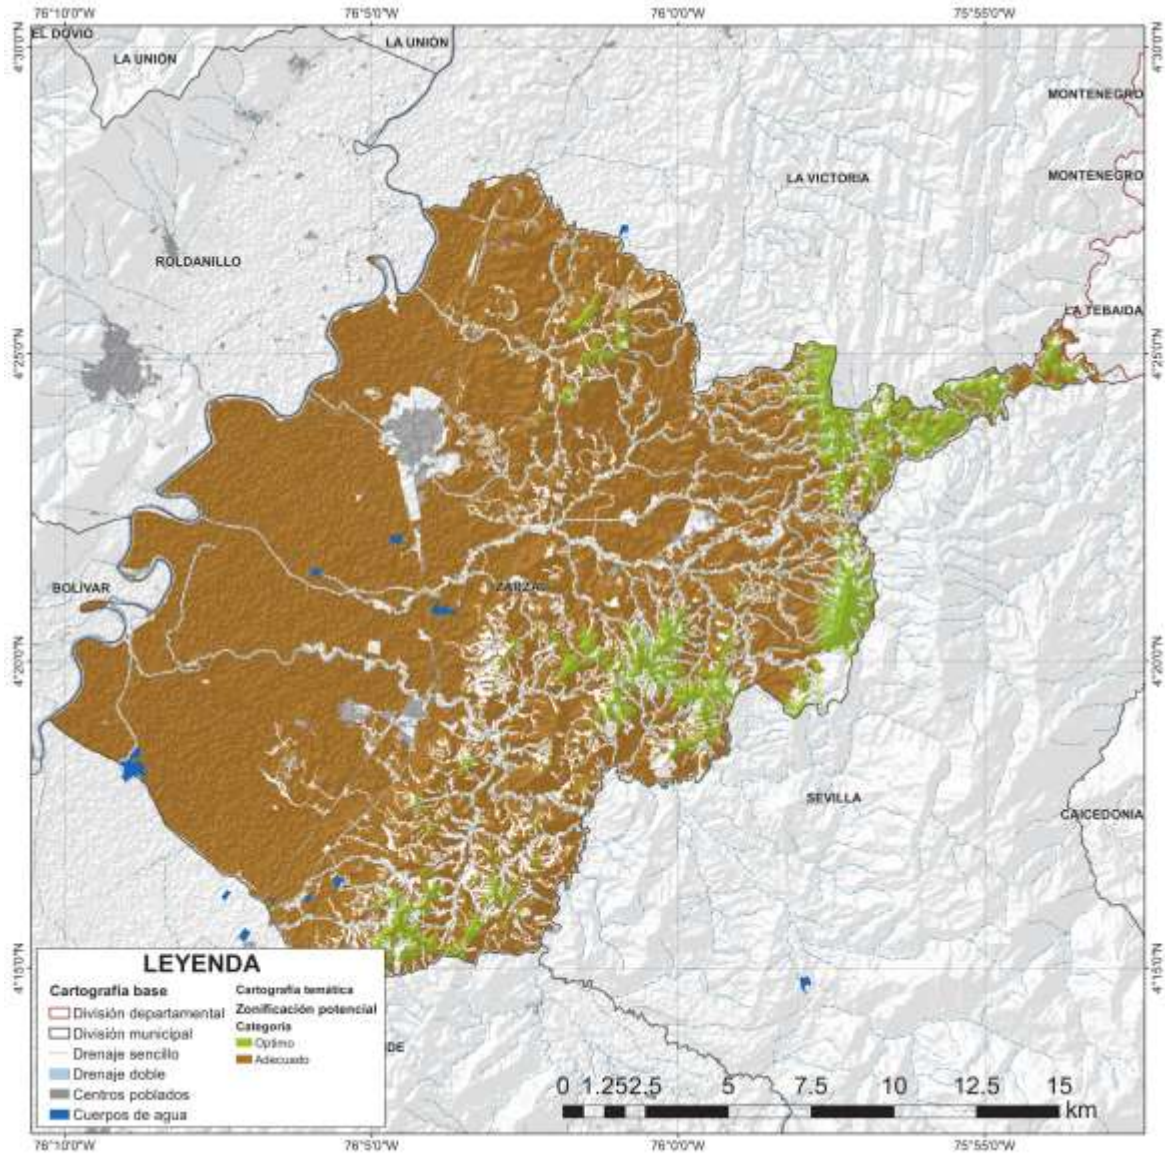 76°10'0"W 76°5'0"W 76°0'0"W 75°55'0"W
4°30'0"N 4°30'0"N
EL DOVIO
LA UNIÓN
LA UNIÓN
MONTENEGRO
LA VICTORIA
MONTENEGRO
ROLDANILLO
LA TEBAIDA
4°25'0"N 4°25'0"N
BOLÍVAR
ZARZAL
4°20'0"N 4°20'0"N
SEVILLA
CAICEDONIA
4°15'0"N 4°15'0"N
LEYENDA
Cartografía base
División departamental
División municipal
Drenaje sencillo
Drenaje doble
Centros poblados
Cuerpos de agua
Cartografía temática
Zonificación potencial
Categoría
Optimo
Adecuado
DE
0 1.25 2.5 5 7.5 10 12.5 15
km
76°10'0"W 76°5'0"W 76°0'0"W 75°55'0"W